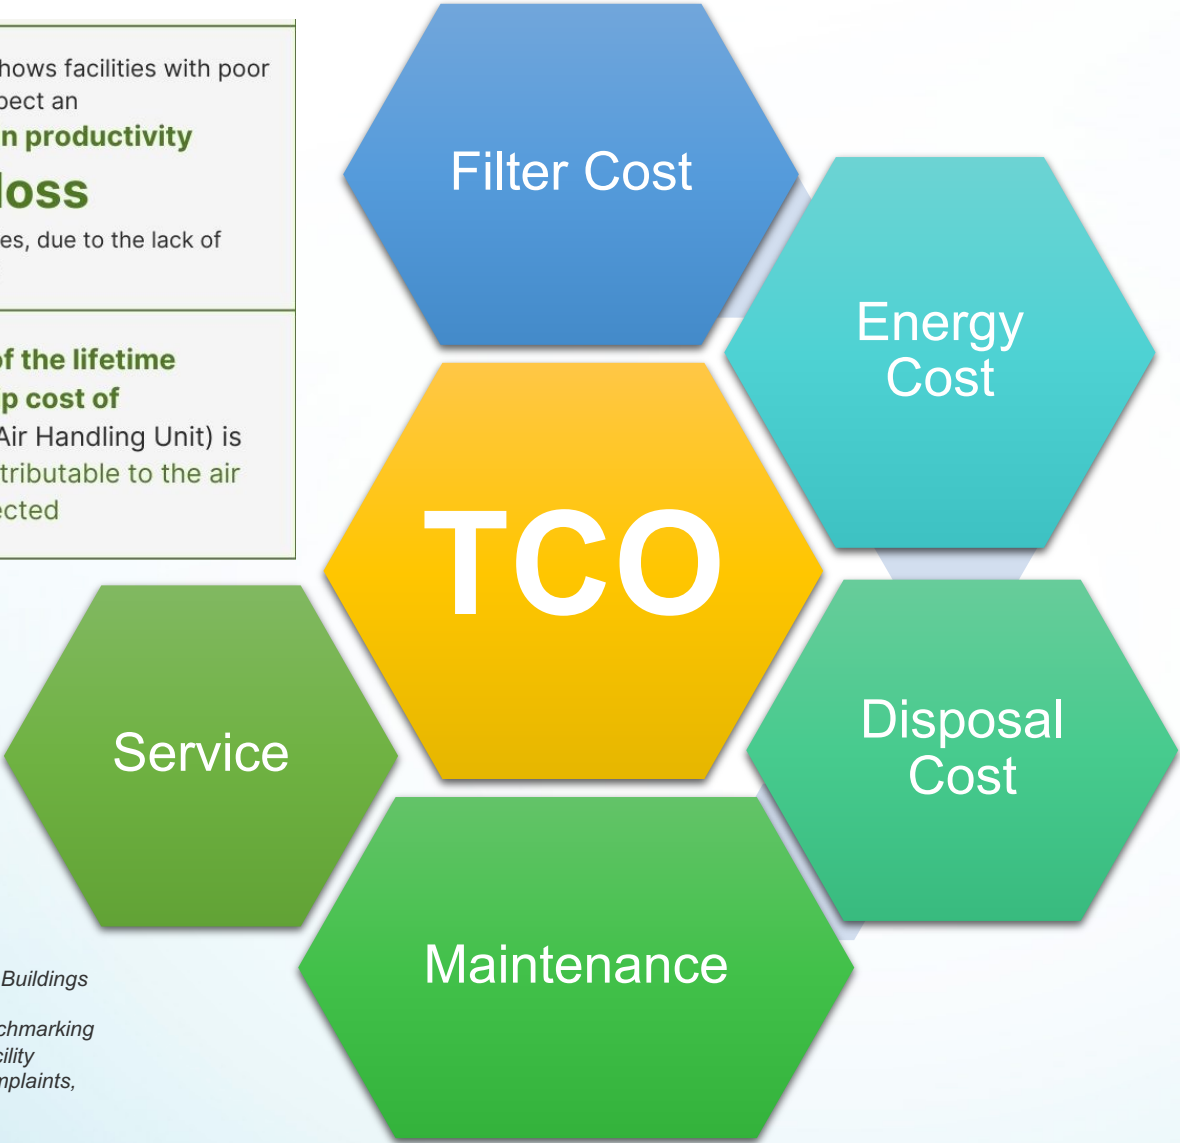 hows facilities with poor
pect an
n productivity
loss
es, due to the lack of
of the lifetime
p cost of
Air Handling Unit) is
tributable to the air
ected
Filter Cost
Energy
Cost
TCO
Disposal
Cost
Service
Maintenance
Buildings
chmarking
cility
mplaints,